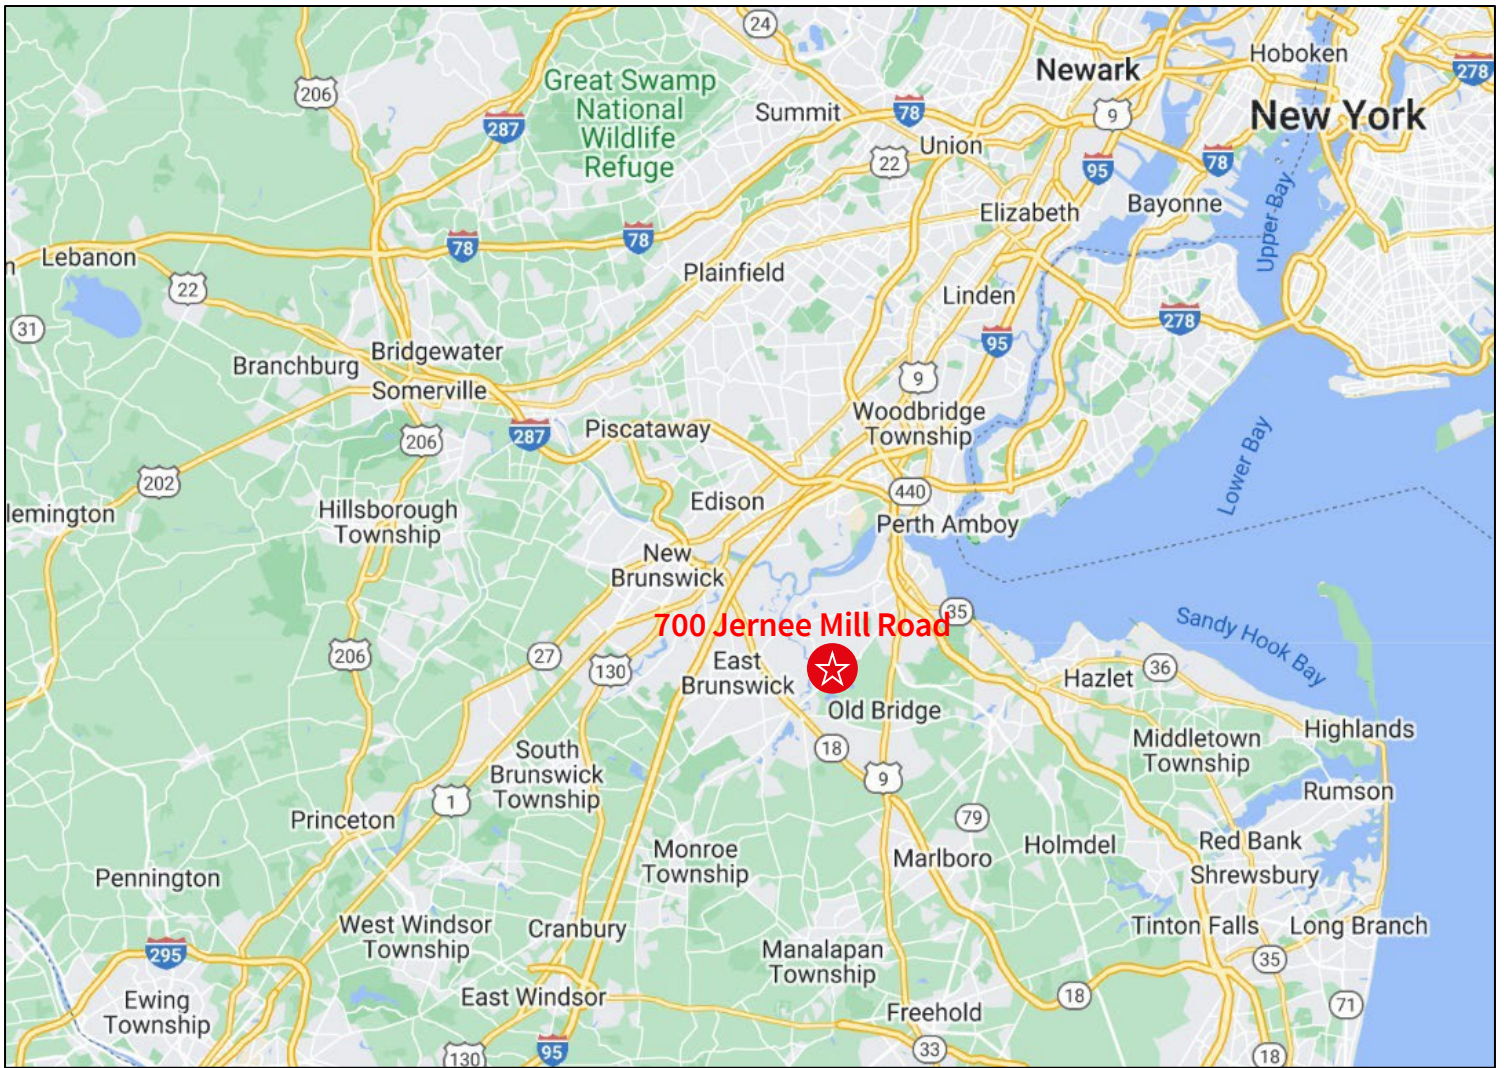 24
Hoboken
278
Newark
206
Great Swamp
National
Wildlife
Refuge
Summit
78
9
New York
287
Union
22
95
78
Elizabeth
Bayonne
Upper Bay
78
78
Lebanon
Plainfield
22
Linden
278
31
95
Bridgewater
Branchburg
Somerville
9
Woodbridge
Township
206
287
Piscataway
Lower Bay
202
440
Edison
lemington
Hillsborough
Township
Perth Amboy
New
Brunswick
35
Sandy Hook Bay
700 Jernee Mill Road
206
27
130
East
Brunswick
Hazlet
36
Old Bridge
Highlands
18
Middletown
Township
South
Brunswick
Township
9
Rumson
1
Princeton
79
Holmdel
Red Bank
Monroe
Township
Marlboro
Shrewsbury
Pennington
West Windsor
Township
Cranbury
Tinton Falls
Long Branch
295
Manalapan
Township
35
East Windsor
18
71
Ewing
Township
Freehold
130
95
33
18